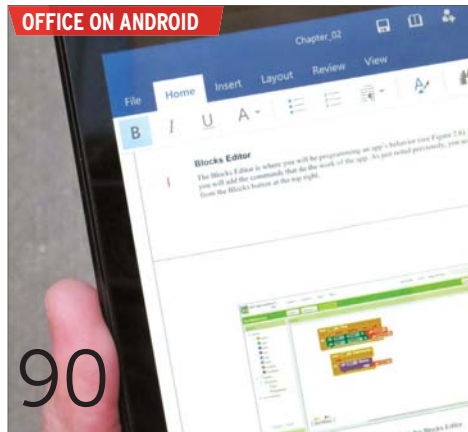 OFFICE ON ANDROID
Chapter_02
File Home Insert Layout Review View
B I U A
Blocks Editor
The Blocks Editor is where you will be programming an app's behavior (see Figure 2.6)
you will add the commands that do the work of the app. As just noted previously, you
from the Blocks button at the top right.
the Blocks Editor
90